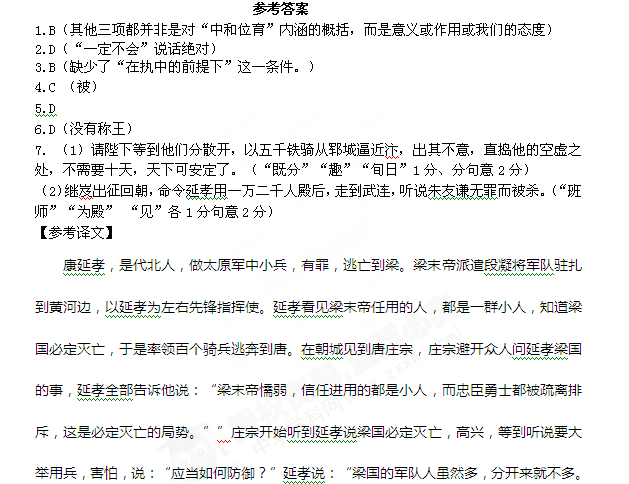 参考答案
1.B（其他三项都并非是对“中和位育”内涵的概括，而是意义或作用或我们的态度）
2.D（“一定不会”说话绝对）
3.B（缺少了“在执中的前提下”这一条件。）
4.C （被）
5.D
6.D（没有称王）
7. （1）请陛下等到他们分散开，以五千铁骑从郓城逼近汴，出其不意，直捣他的空虚之
处，不需要十天，天下可安定了。（“既分”“趣”“旬日”1分、分句意2分）
（2)继岌出征回朝，命令延孝用一万二千人殿后，走到武连，听说朱友谦无罪而被杀。（“班
师”“为殿” “见”各1分句意2分）
【参考译文】
康延孝，是代北人，做太原军中小兵，有罪，逃亡到梁。梁末帝派遣段凝将军队驻扎
到黄河边，以延孝为左右先锋指挥使。延孝看见梁末帝任用的人，都是一群小人，知道梁
国必定灭亡，于是率领百个骑兵逃奔到唐。在朝城见到唐庄宗，庄宗避开众人问延孝梁国
的事，延孝全部告诉他说：“梁末帝懦弱，信任进用的都是小人，而忠臣勇士都被疏离排
斥，这是必定灭亡的局势。””庄宗开始听到延孝说梁国必定灭亡，高兴，等到听说要大
举用兵，害怕，说：“应当如何防御？”延孝说：“梁国的军队人虽然多，分开来就不多。